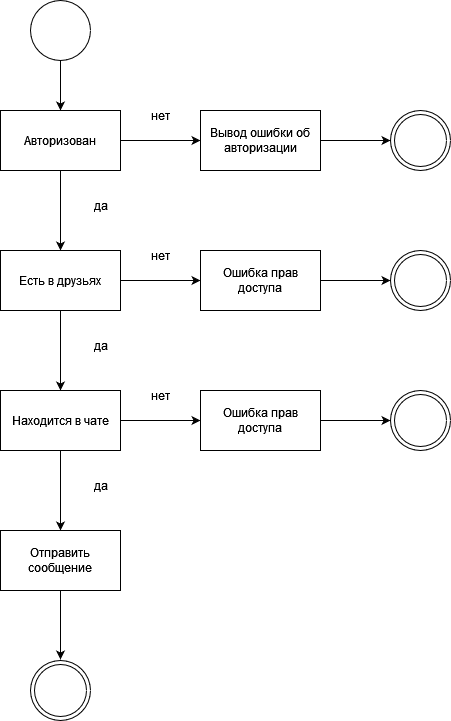 нет
Авторизован
Вывод ошибки об
авторизации
да
нет
Есть в друзьях
Ошибка прав
доступа
да
нет
Находится в чате
Ошибка прав
доступа
да
Отправить
сообщение